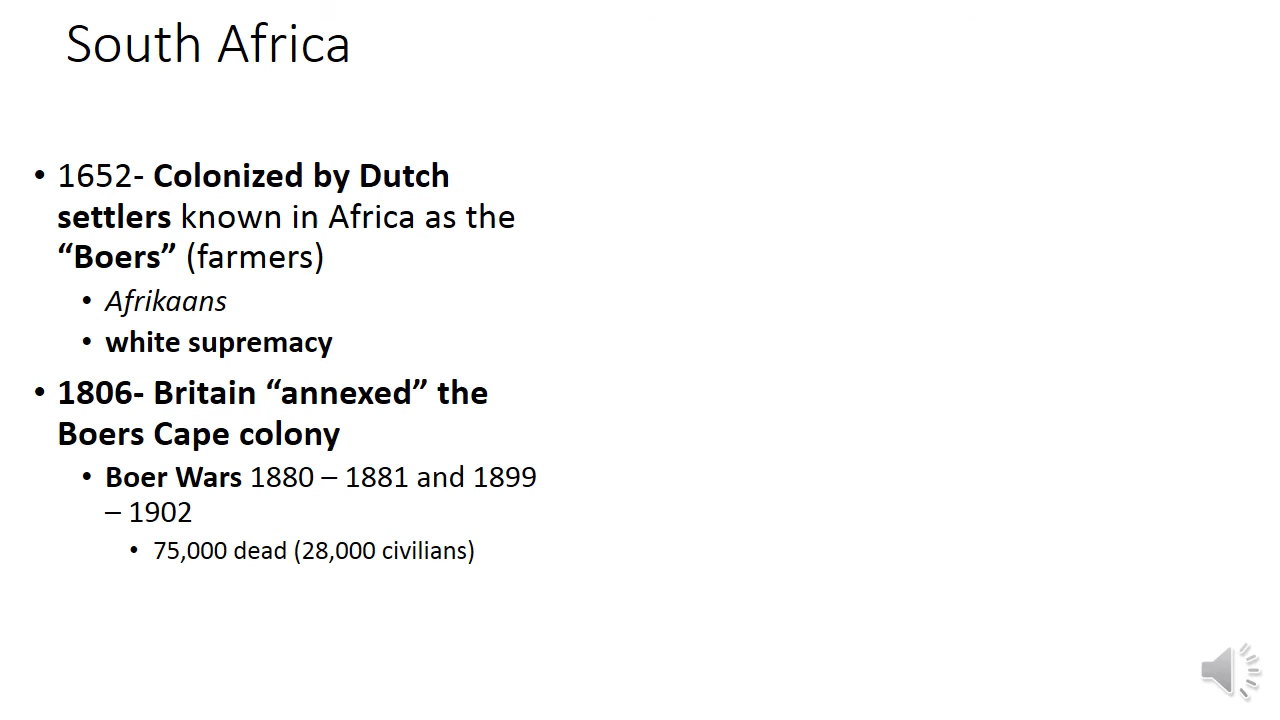 South Africa
• 1652- Colonized by Dutch
settlers known in Africa as the
“Boers” (farmers)
• Afrikaans
• white supremacy
• 1806- Britain “annexed” the
Boers Cape colony
• Boer Wars 1880 – 1881 and 1899
– 1902
• 75,000 dead (28,000 civilians)